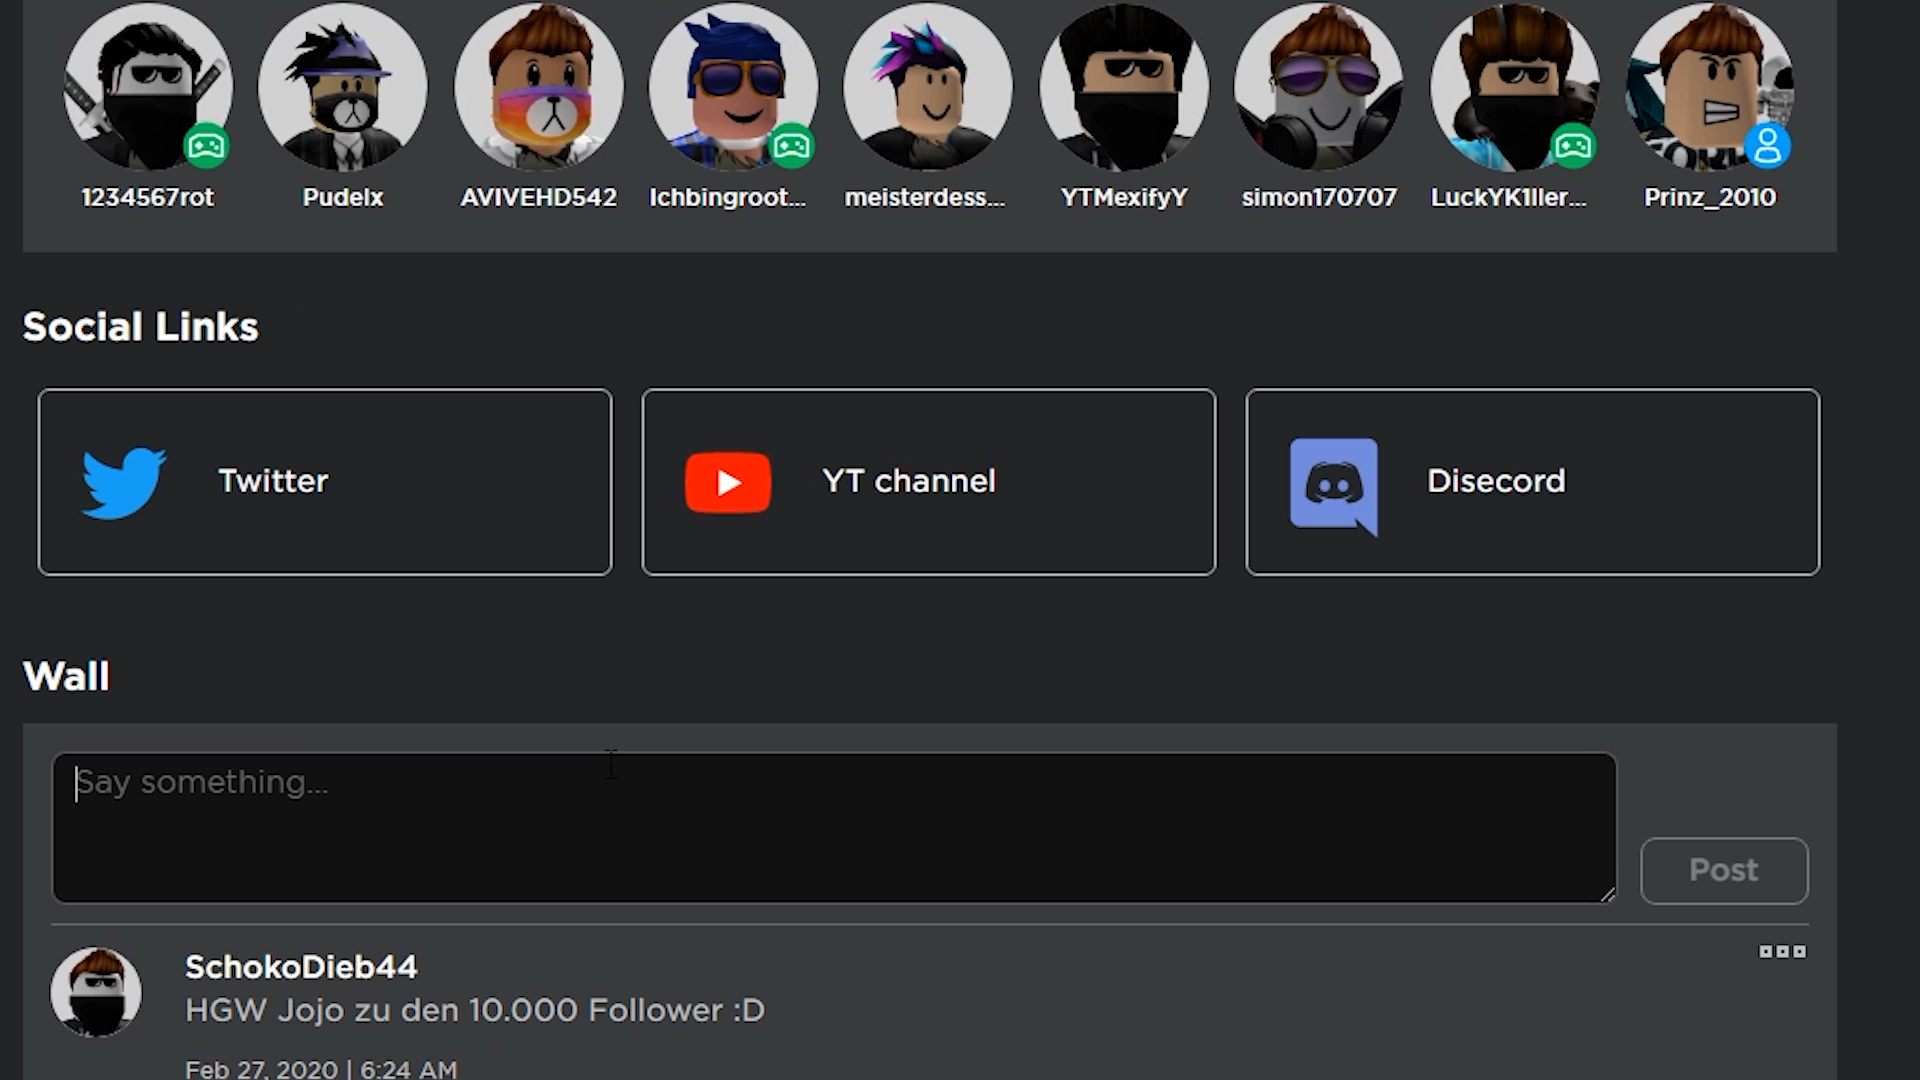 1234567rot
Pudelx
AVIVEHD542
Ichbingroot...
meisterdess...
YTMexifyY
simon170707
LuckYK1ller...
Prinz_2010
Social Links
Twitter
YT channel
Disecord
Wall
Say something...
Post
SchokoDieb44
HGW Jojo zu den 10.000 Follower :D
Feb 27, 2020 | 6:24 AM